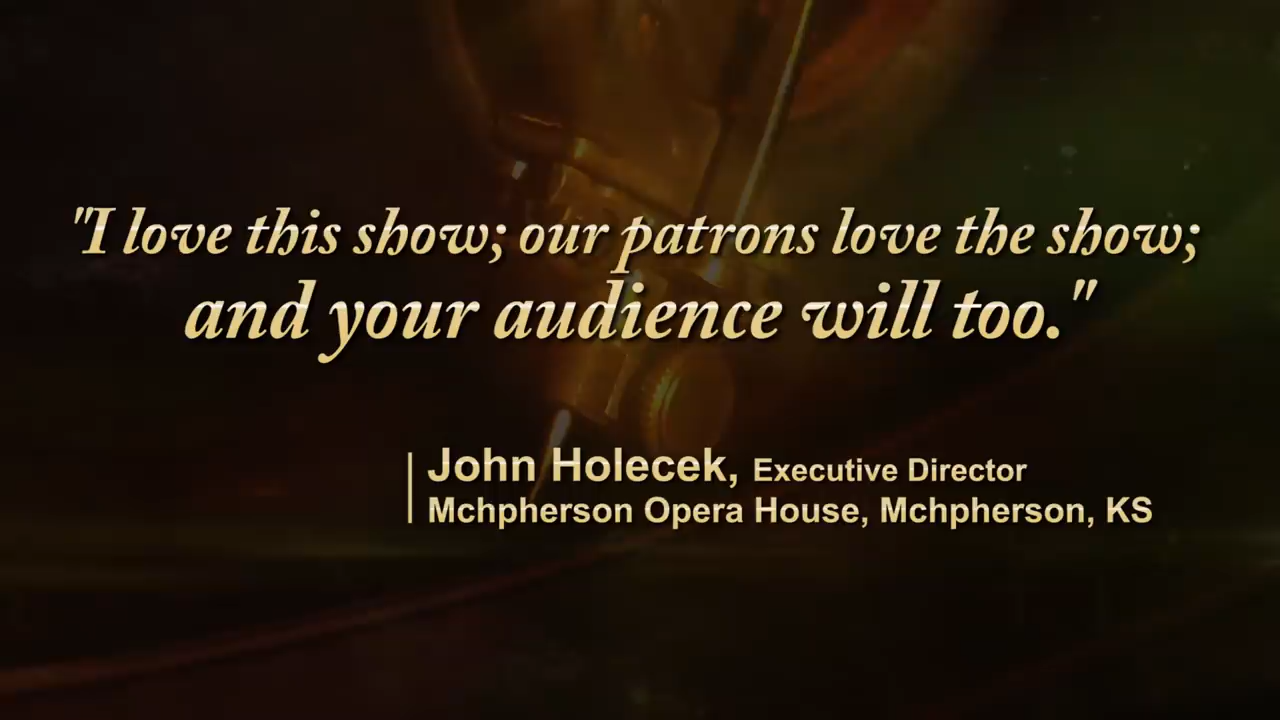 "I love this show; our patrons love the show;
and your audience will too."
John Holecek, Executive Director
Mchpherson Opera House, Mchpherson, KS